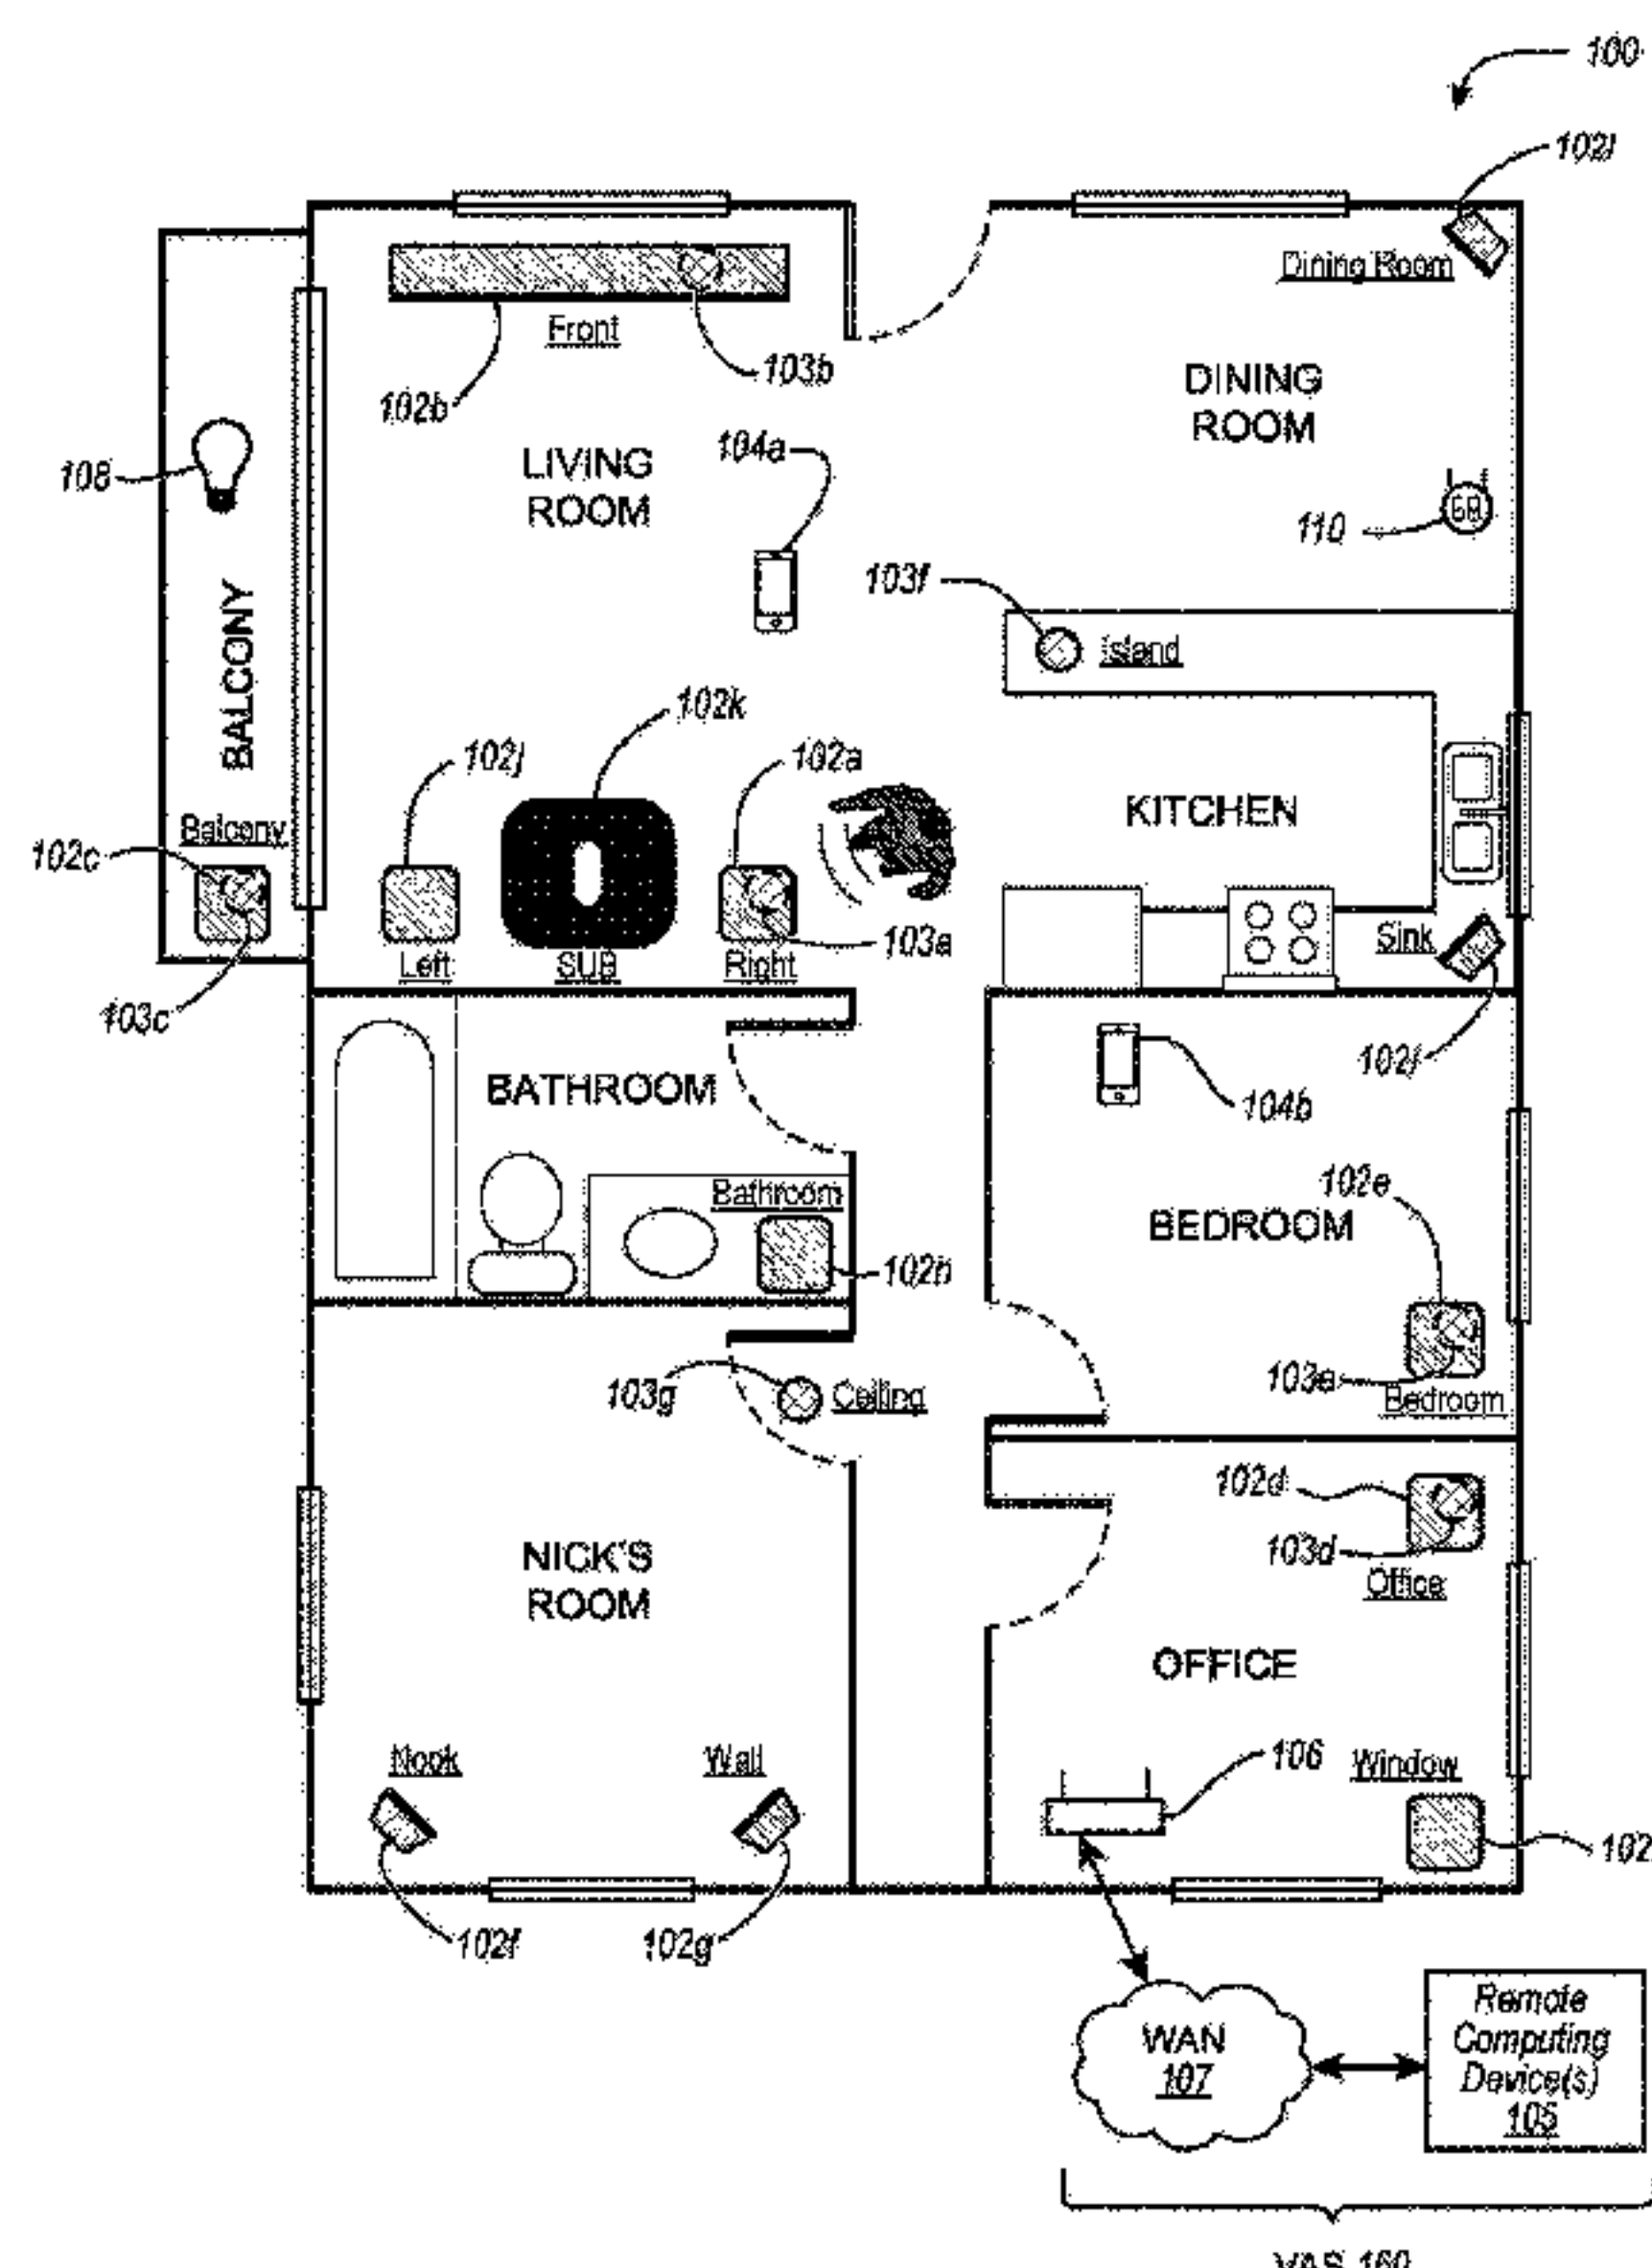 100
102l
Dining Room
Front
103b
102b
DINING
ROOM
104a
LIVING
ROOM
108
110
103f
Island
BALCONY
102k
102j
102a
KITCHEN
Balcony
102c
103a
Sink
Left
SUB
Right
103c
102i
BATHROOM
104b
Bathroom
102e
BEDROOM
102h
103e
Bedroom
103g
Ceiling
102d
103d
Office
NICK'S
ROOM
OFFICE
Nook
Wall
106
Window
102
102f
102g
WAN
107
Remote
Computing
Device(s)
105
VAS 160